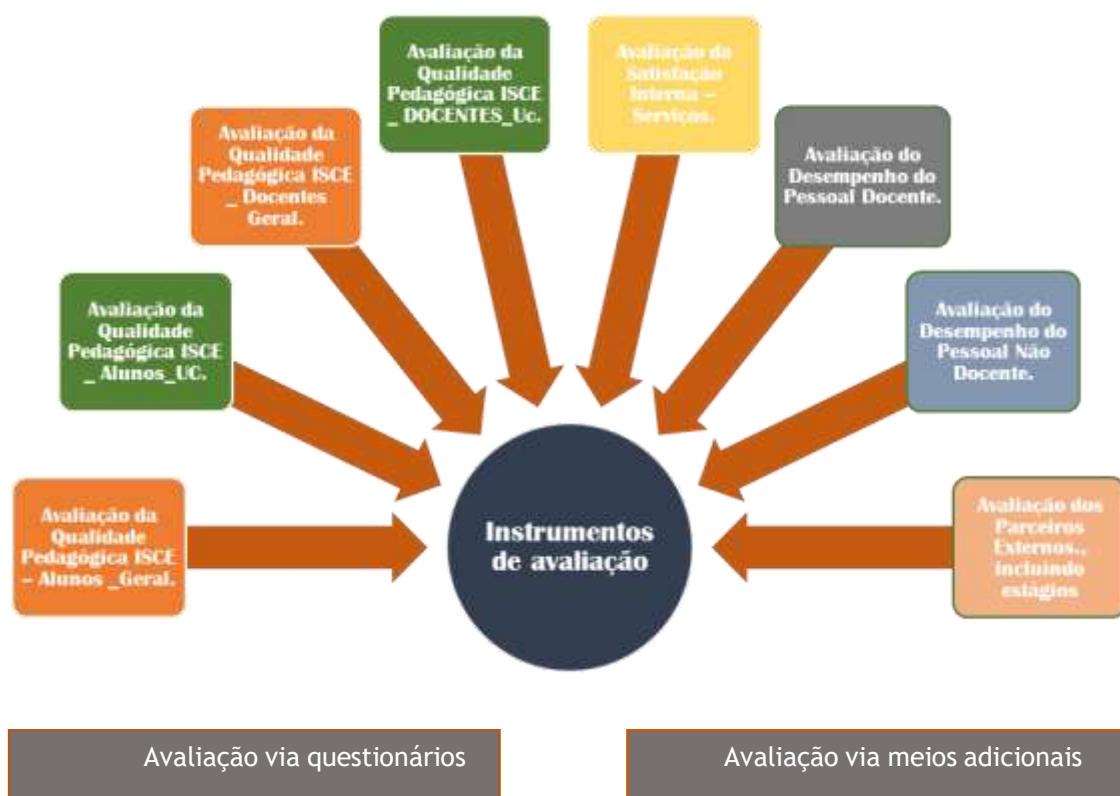 Avaliação da
Qualidade
Pedagógica ISCE
– Alunos _Geral.
Avaliação da
Qualidade
Pedagógica ISCE
_ Alunos_UC.
Avaliação da
Qualidade
Pedagógica ISCE
_ Docentes
Geral.
Avaliação da
Qualidade
Pedagógica ISCE
_ DOCENTES_Uc.
Avaliação da
Satisfação
Interna –
Serviços.
Avaliação do
Desempenho do
Pessoal Docente.
Avaliação do
Desempenho do
Pessoal Não
Docente.
Avaliação dos
Parceiros
Externos.,
incluindo
estágios
Instrumentos
de avaliação
Avaliação via questionários
Avaliação via meios adicionais